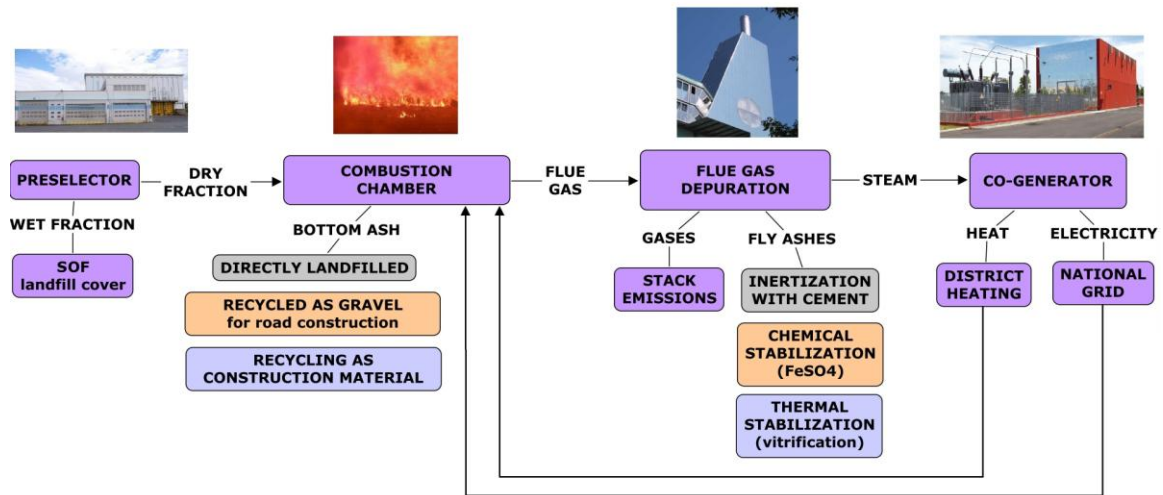 PRESELECTOR
DRY
FRACTION
COMBUSTION
CHAMBER
FLUE
GAS
FLUE GAS
DEPURATION
STEAM
CO-GENERATOR
WET FRACTION
SOF
landfill cover
BOTTOM ASH
DIRECTLY LANDFILLED
RECYCLED AS GRAVEL
for road construction
RECYCLING AS
CONSTRUCTION MATERIAL
GASES
STACK
EMISSIONS
FLY ASHES
INERTIZATION
WITH CEMENT
CHEMICAL
STABILIZATION
(FeSO4)
THERMAL
STABILIZATION
(vitrification)
HEAT
DISTRICT
HEATING
ELECTRICITY
NATIONAL
GRID